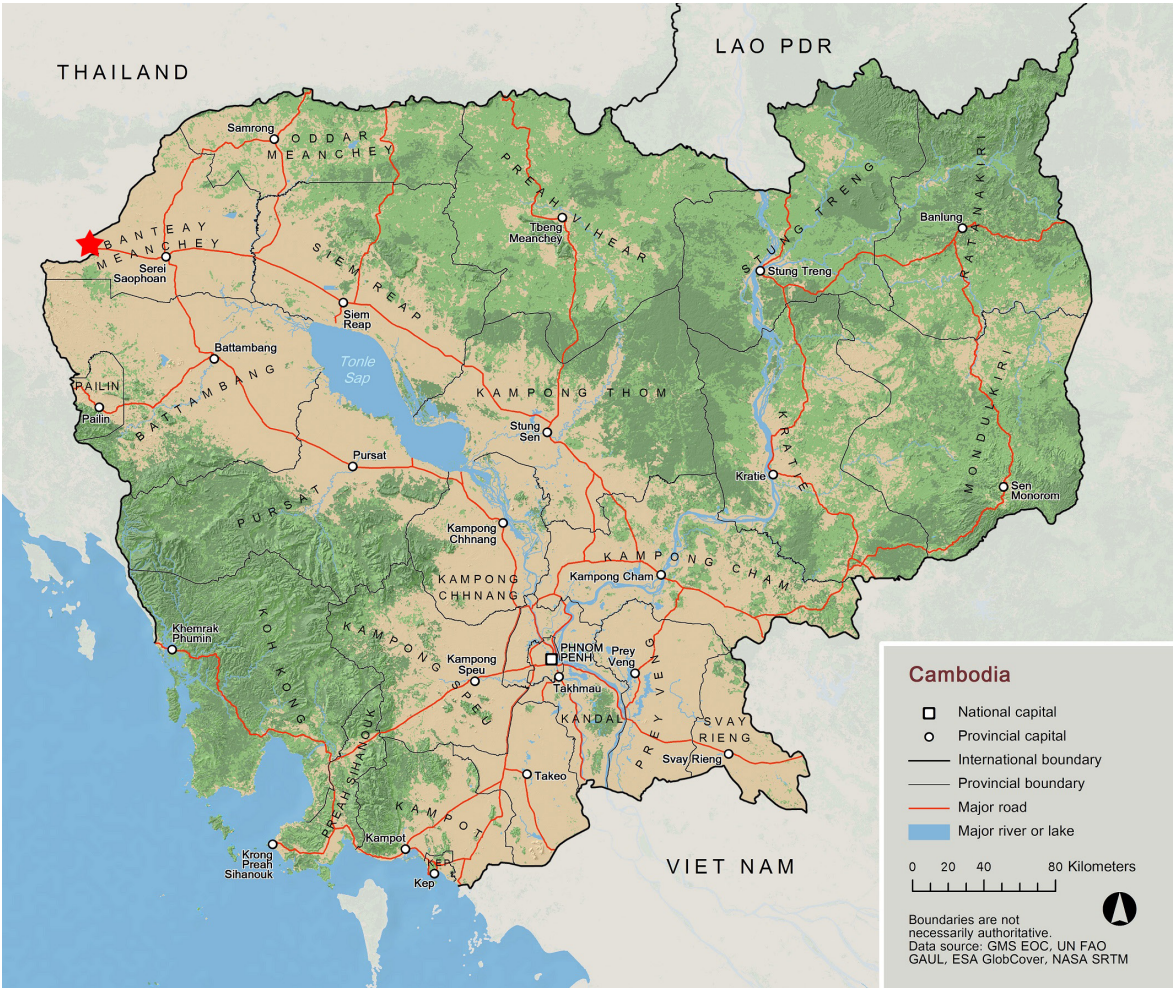 THAILAND
LAO PDR
Samrong
ODDAR
MEANCHEY
PREAH VIHEAR
STUNG TRENG
RATANAKIRI
Banlung
Tbeng
Meanchey
BANTEAY
MEANCHEY
Serei
Saophoan
SIEM REAP
Stung Treng
Siem
Reap
Battambang
Tonle
Sap
PAILIN
Pailin
BATTAMBANG
KAMPONG THOM
Stung
Sen
MONDULKIRI
KRATIE
Kratie
Sen
Monorom
Pursat
PURSAT
Kampong
Chhnang
KAMPONG CHAM
Kampong Cham
KAMPONG
CHHNANG
Khemrak
Phumin
KOH KONG
KAMPONG SPEU
Kampong
Speu
PHNOM
PENH
Prey
Veng
Takhmau
KANDAL
PREY VENG
SVAY
RIENG
Svay Rieng
PREAH SIHANOUK
Takeo
KAMPOT
Kampot
Krong
Preah
Sihanouk
KEP
Kep
VIET NAM
Cambodia
National capital
Provincial capital
International boundary
Provincial boundary
Major road
Major river or lake
0 20 40 80 Kilometers
Boundaries are not
necessarily authoritative.
Data source: GMS EOC, UN FAO
GAUL, ESA GlobCover, NASA SRTM